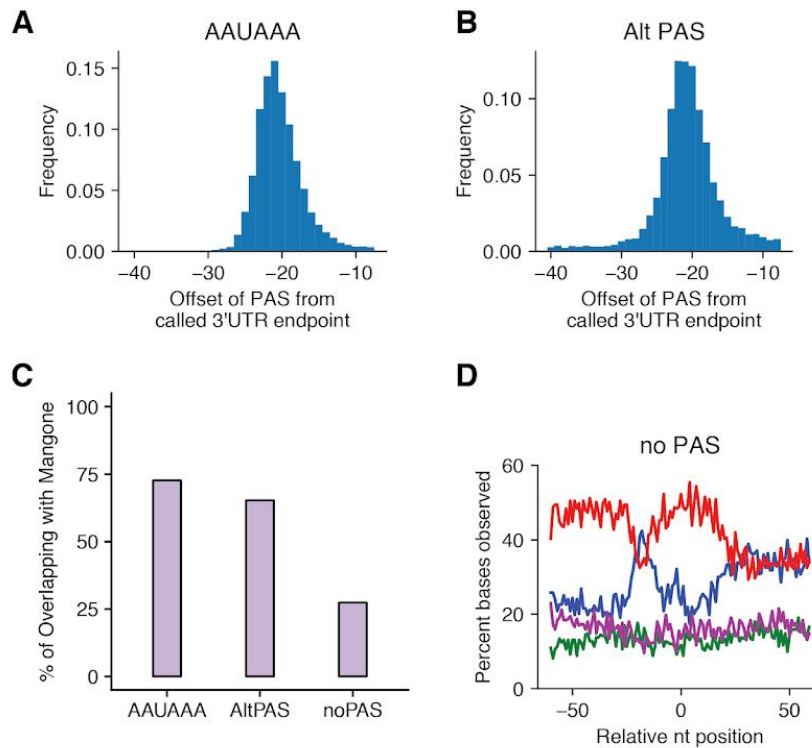 A
AAUAAA
Frequency
0.15
0.10
0.05
0.00
−40
−30
−20
−10
Offset of PAS from
called 3'UTR endpoint
B
Alt PAS
Frequency
0.10
0.05
0.00
−40
−30
−20
−10
Offset of PAS from
called 3'UTR endpoint
C
% of Overlapping with Mangone
100
75
50
25
0
AAUAAA
AltPAS
noPAS
D
no PAS
Percent bases observed
60
40
20
0
−50
0
50
Relative nt position